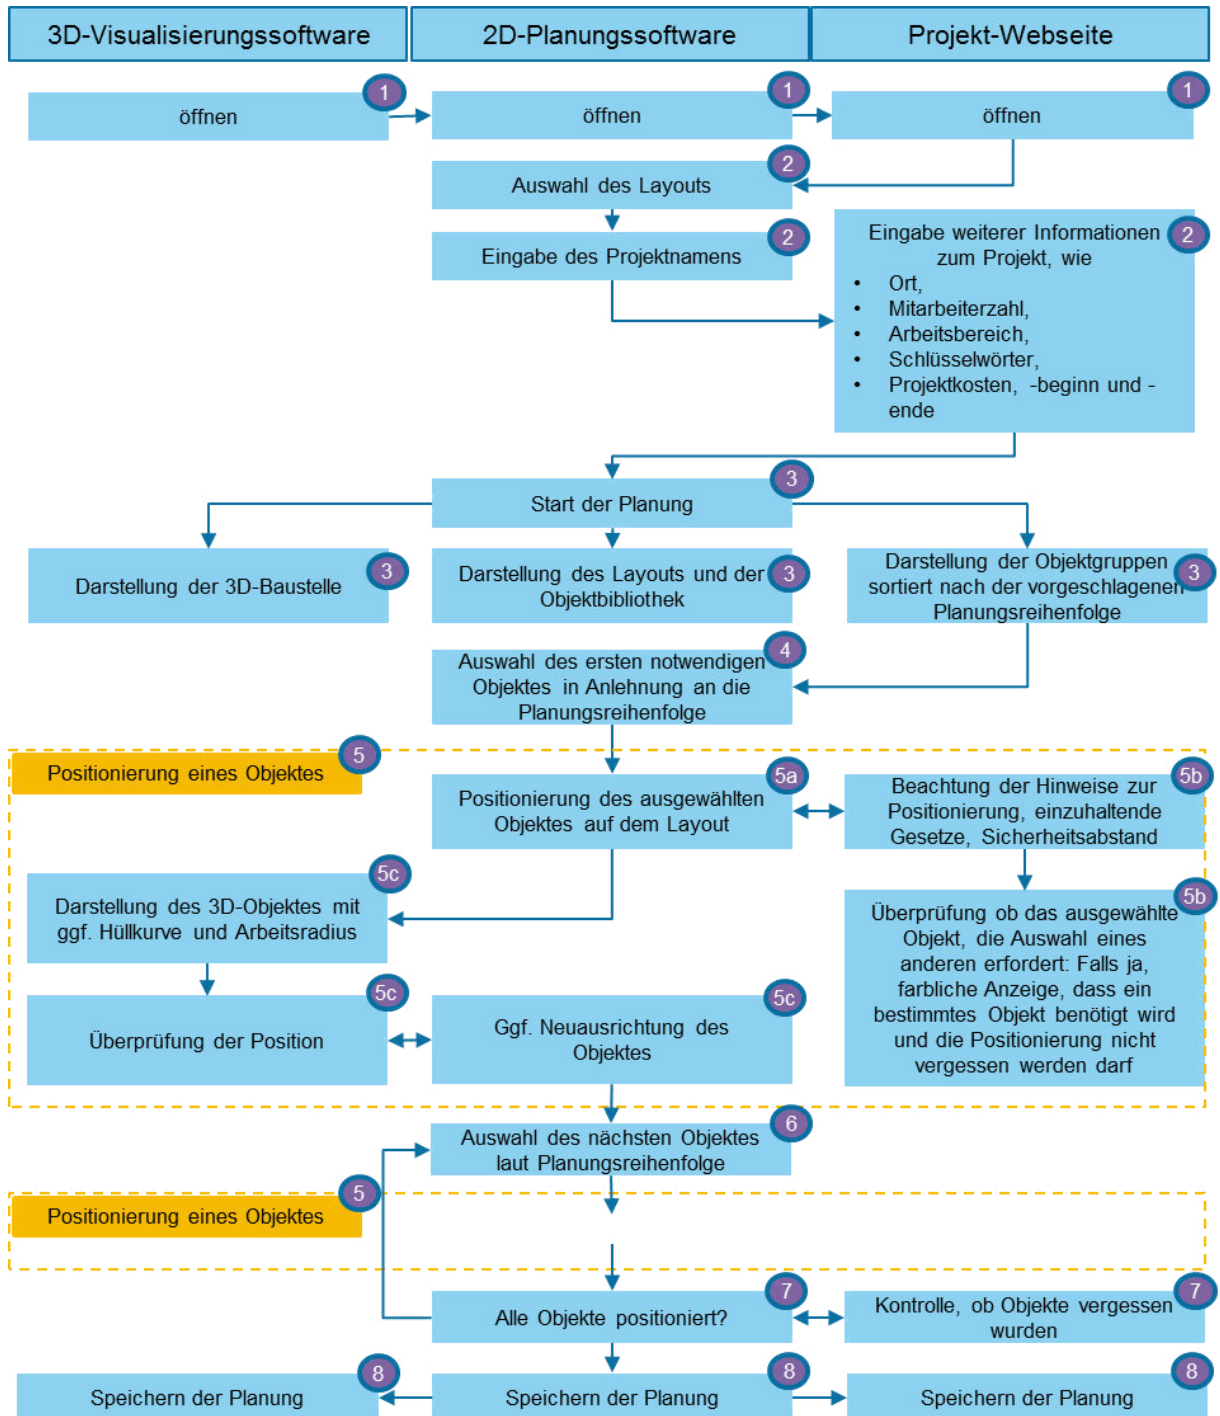 3D-Visualisierungssoftware
2D-Planungssoftware
Projekt-Webseite
1
öffnen
1
öffnen
1
öffnen
2
Auswahl des Layouts
2
Eingabe des Projektnamens
2
Eingabe weiterer Informationen
zum Projekt, wie
• Ort,
• Mitarbeiterzahl,
• Arbeitsbereich,
• Schlüsselwörter,
• Projektkosten, -beginn und -
ende
3
Start der Planung
3
Darstellung der 3D-Baustelle
3
Darstellung des Layouts und der
Objektbibliothek
3
Darstellung der Objektgruppen
sortiert nach der vorgeschlagenen
Planungsreihenfolge
4
Auswahl des ersten notwendigen
Objektes in Anlehnung an die
Planungsreihenfolge
5
Positionierung eines Objektes
5a
Positionierung des ausgewählten
Objektes auf dem Layout
5b
Beachtung der Hinweise zur
Positionierung, einzuhaltende
Gesetze, Sicherheitsabstand
5c
Darstellung des 3D-Objektes mit
ggf. Hüllkurve und Arbeitsradius
5b
Überprüfung ob das ausgewählte
Objekt, die Auswahl eines
anderen erfordert: Falls ja,
farbliche Anzeige, dass ein
bestimmtes Objekt benötigt wird
und die Positionierung nicht
vergessen werden darf
5c
Überprüfung der Position
5c
Ggf. Neuausrichtung des
Objektes
6
Auswahl des nächsten Objektes
laut Planungsreihenfolge
5
Positionierung eines Objektes
7
Alle Objekte positioniert?
7
Kontrolle, ob Objekte vergessen
wurden
8
Speichern der Planung
8
Speichern der Planung
8
Speichern der Planung